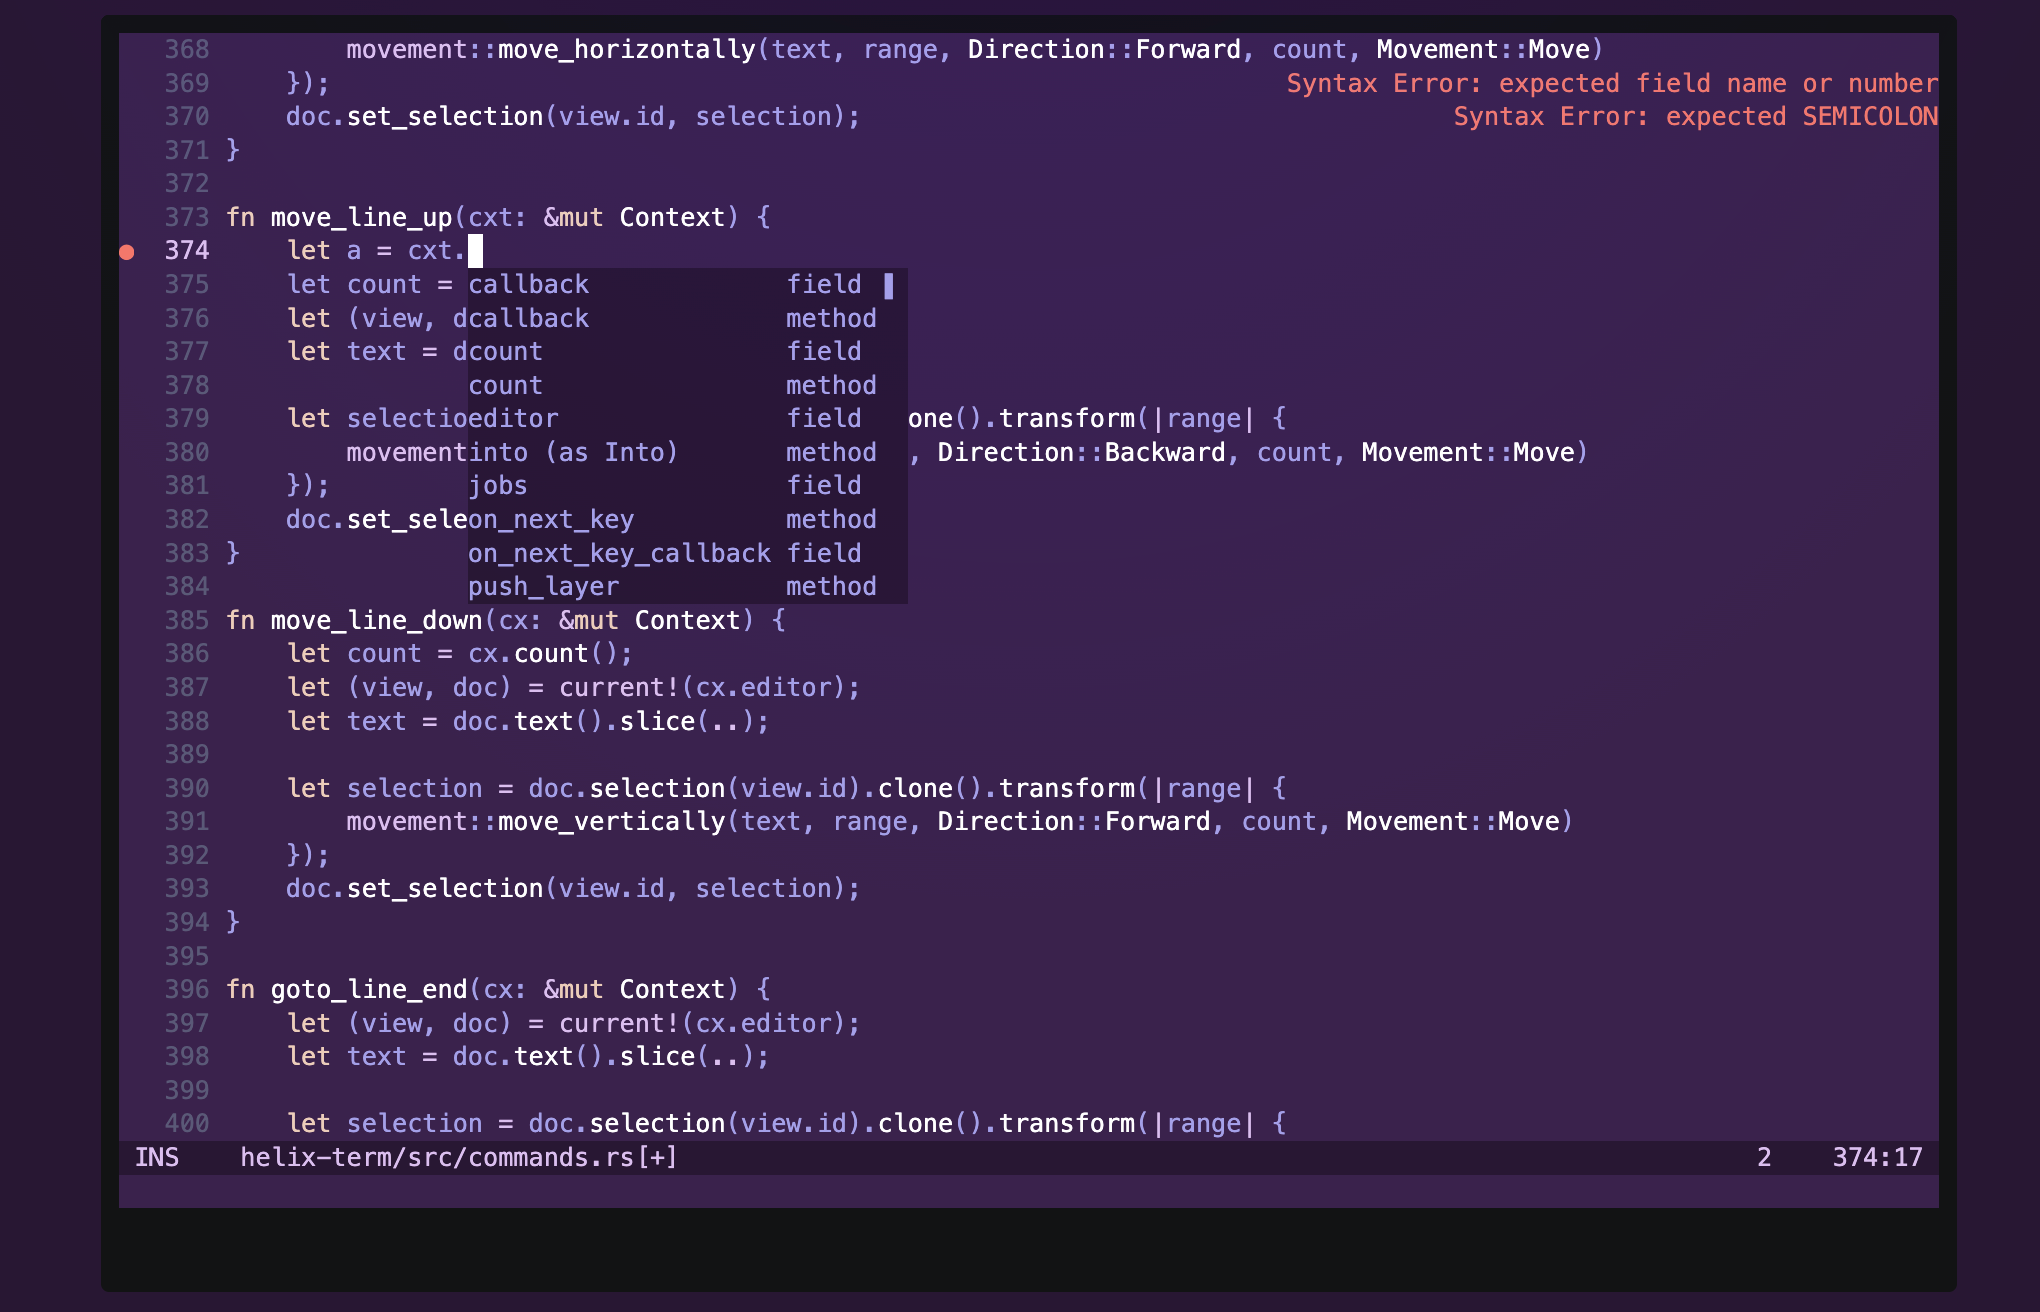 368 movement::move_horizontally(text, range, Direction::Forward, count, Movement::Move)
369 }); Syntax Error: expected field name or number
370 doc.set_selection(view.id, selection); Syntax Error: expected SEMICOLON
371 }
372
373 fn move_line_up(cxt: &mut Context) {
374 let a = cxt.
375 let count = callback field
376 let (view, dcallback method
377 let text = dcount field
378 count method
379 let selectioeditor field one().transform(|range| {
380 movementinto (as Into) method , Direction::Backward, count, Movement::Move)
381 }); jobs field
382 doc.set_seleon_next_key method
383 } on_next_key_callback field
384 push_layer method
385 fn move_line_down(cx: &mut Context) {
386 let count = cx.count();
387 let (view, doc) = current!(cx.editor);
388 let text = doc.text().slice(..);
389
390 let selection = doc.selection(view.id).clone().transform(|range| {
391 movement::move_vertically(text, range, Direction::Forward, count, Movement::Move)
392 });
393 doc.set_selection(view.id, selection);
394 }
395
396 fn goto_line_end(cx: &mut Context) {
397 let (view, doc) = current!(cx.editor);
398 let text = doc.text().slice(..);
399
400 let selection = doc.selection(view.id).clone().transform(|range| {
INS helix-term/src/commands.rs[+] 2 374:17